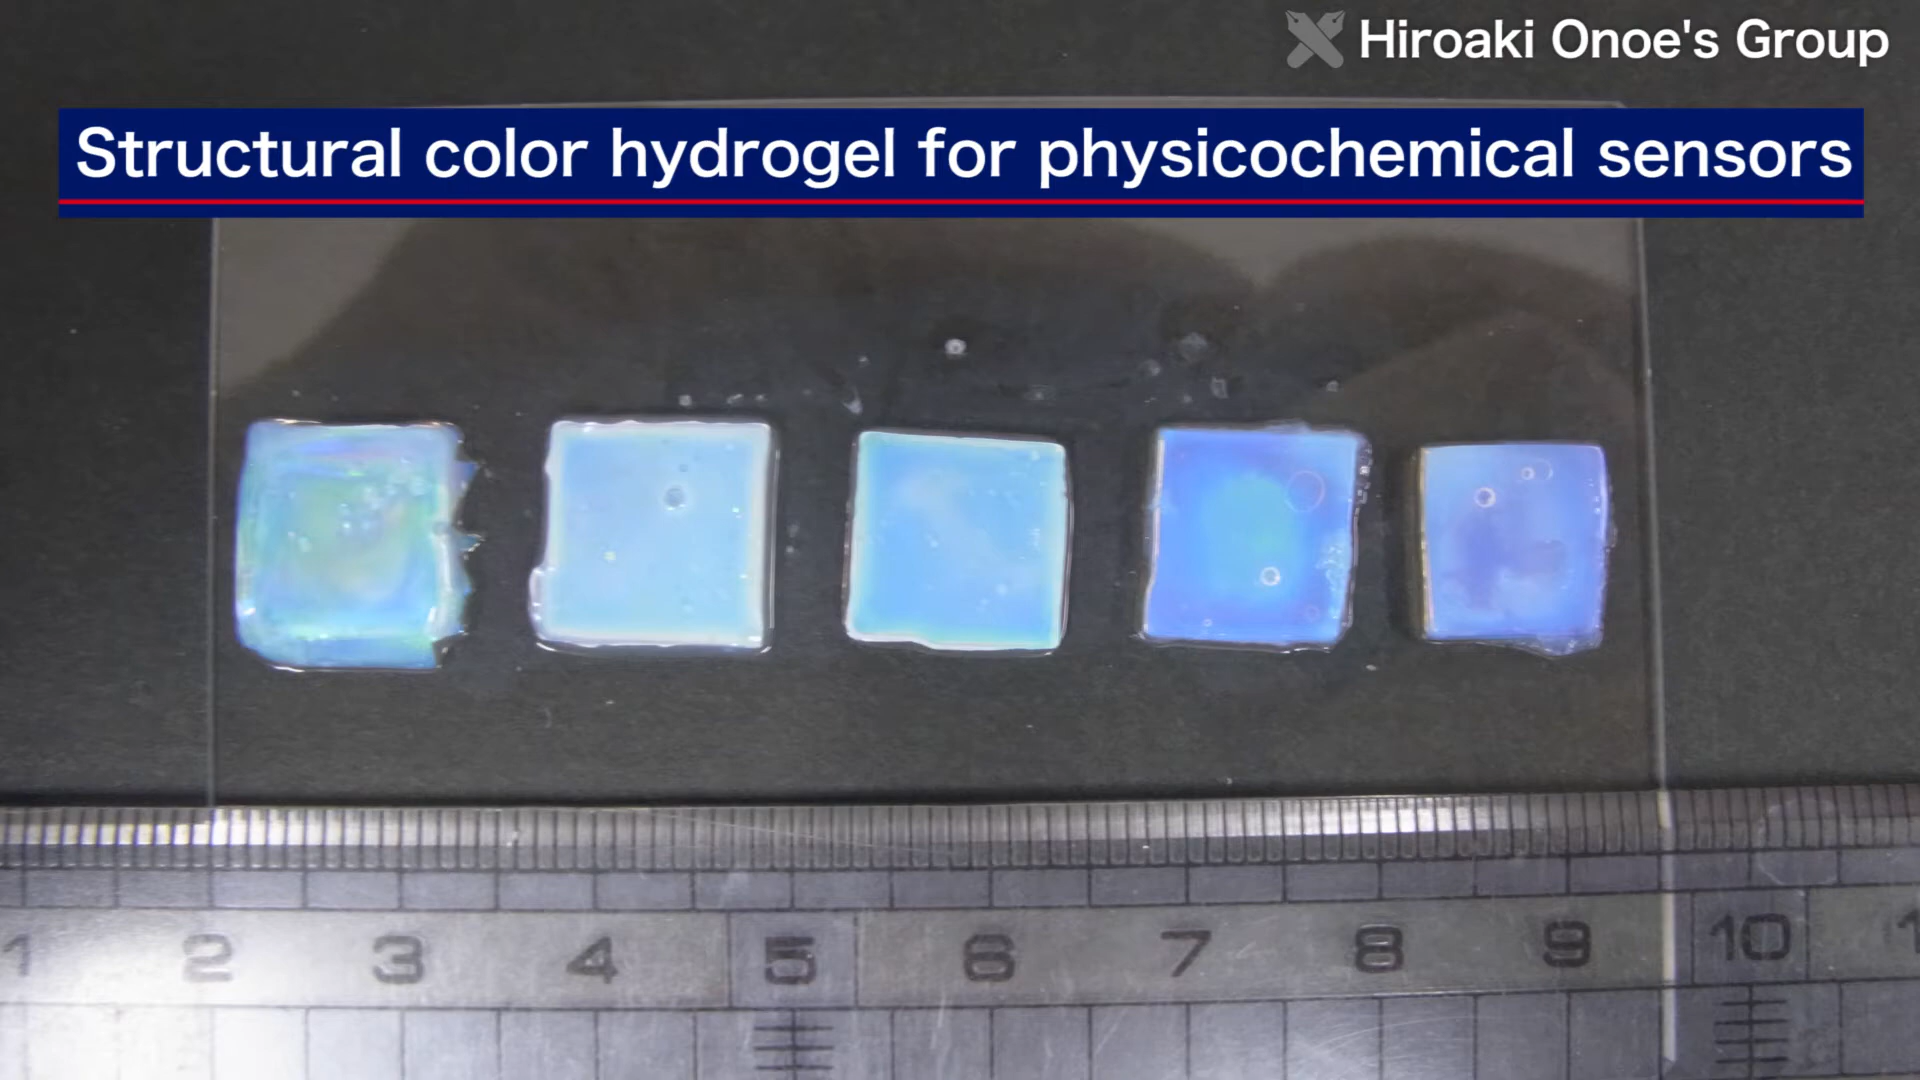 Hiroaki Onoe's Group
Structural color hydrogel for physicochemical sensors
1 2 3 4 5 6 7 8 9 10 1